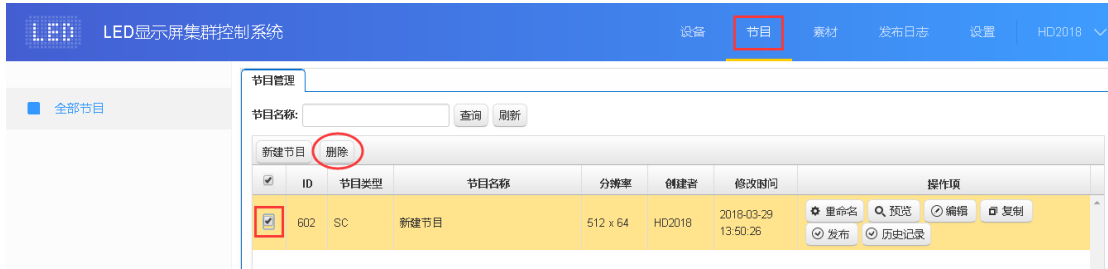 LED LED显示屏集群控制系统 设备 节目 素材 发布日志 设置 HD2018
全部节目
节目管理
节目名称: 查询 刷新
新建节目 删除
ID 节目类型 节目名称 分辨率 创建者 修改时间 操作项
602 SC 新建节目 512 x 64 HD2018 2018-03-29 13:50:26 重命名 预览 编辑 复制
发布 历史记录